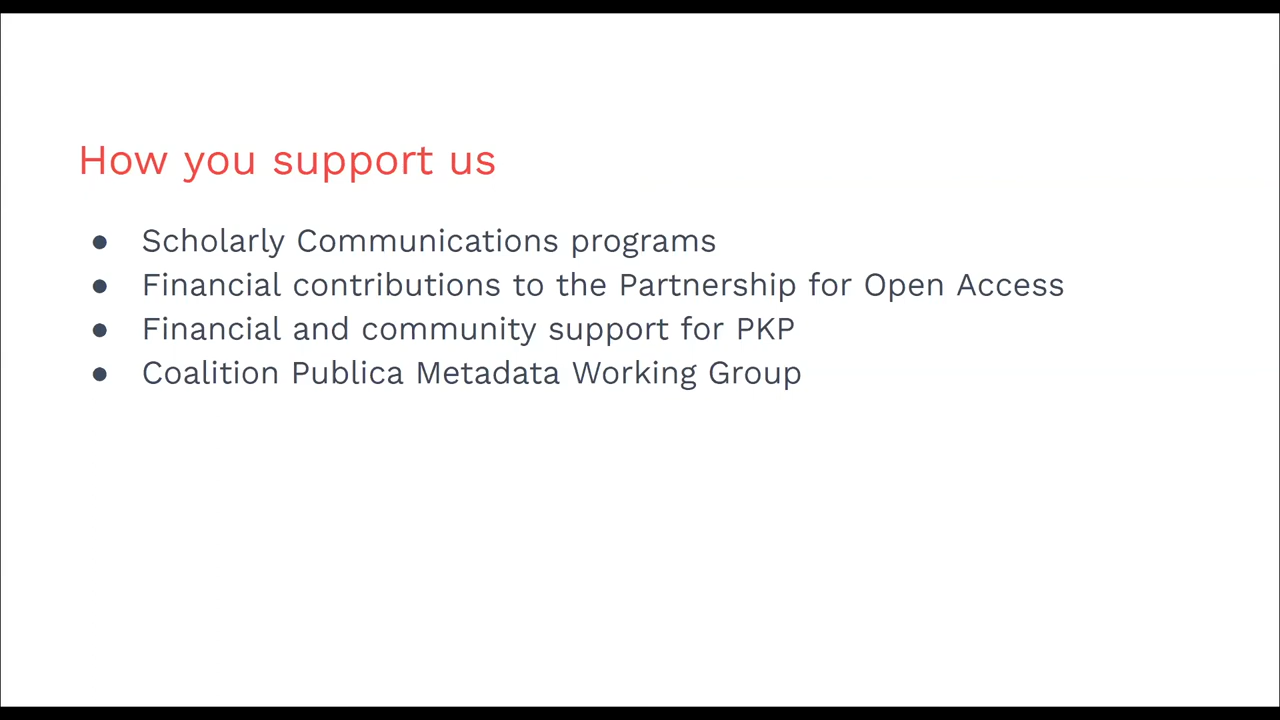 How you support us
● Scholarly Communications programs
● Financial contributions to the Partnership for Open Access
● Financial and community support for PKP
● Coalition Publica Metadata Working Group